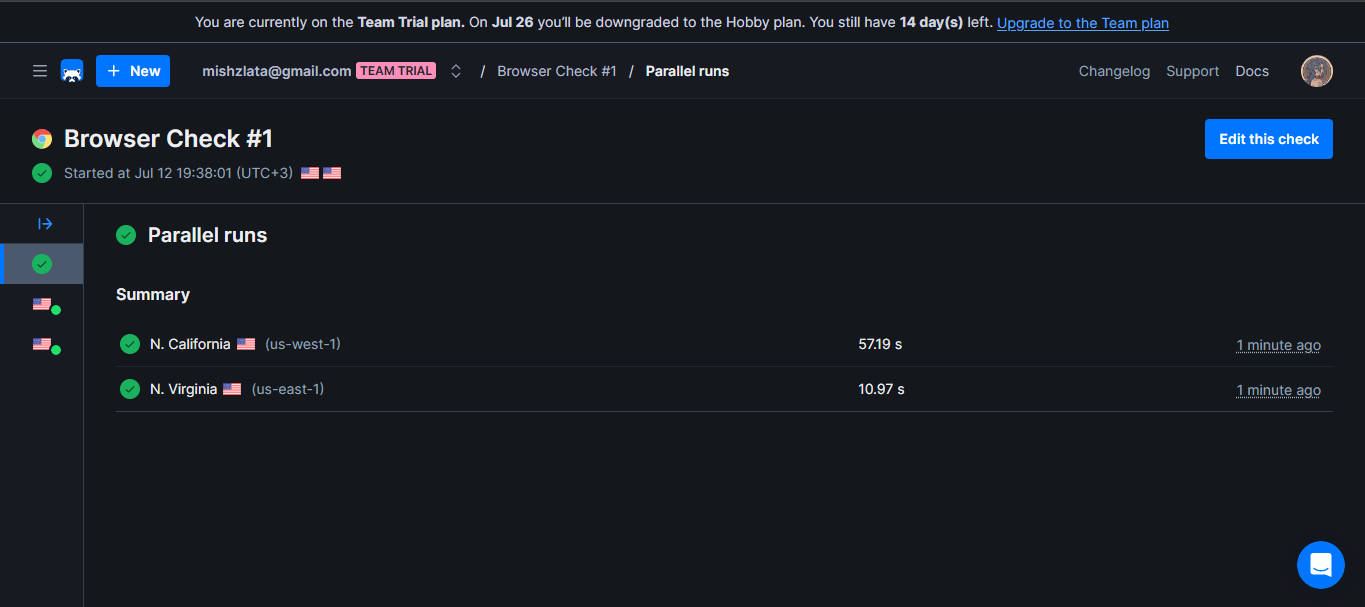 You are currently on the Team Trial plan. On Jul 26 you'll be downgraded to the Hobby plan. You still have 14 day(s) left. Upgrade to the Team plan
New
mishzlata@gmail.com TEAM TRIAL / Browser Check #1 / Parallel runs
Changelog Support Docs
Browser Check #1
Edit this check
Started at Jul 12 19:38:01 (UTC+3)
Parallel runs
Summary
N. California (us-west-1) 57.19 s 1 minute ago
N. Virginia (us-east-1) 10.97 s 1 minute ago